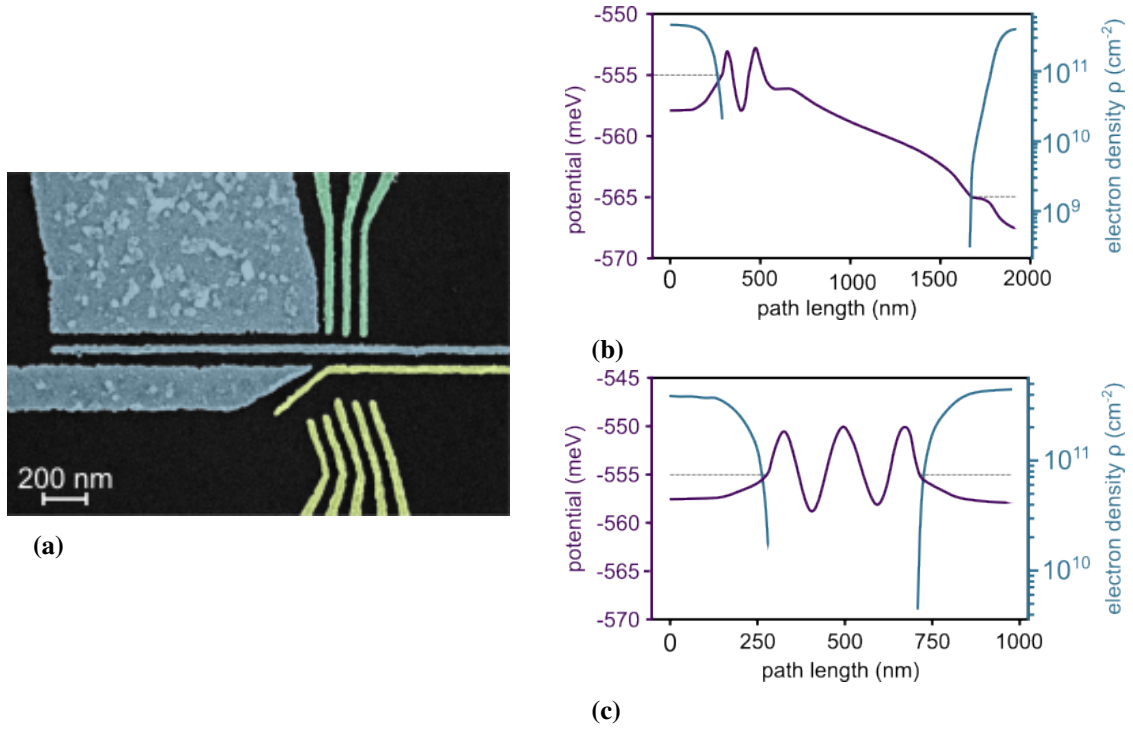 200 nm
(a)
-550
-555
-560
-565
-570
potential (meV)
10¹¹
10¹⁰
10⁹
electron density ρ (cm⁻²)
0
500
1000
1500
2000
path length (nm)
(b)
-545
-550
-555
-560
-565
-570
potential (meV)
10¹¹
10¹⁰
electron density ρ (cm⁻²)
0
250
500
750
1000
path length (nm)
(c)